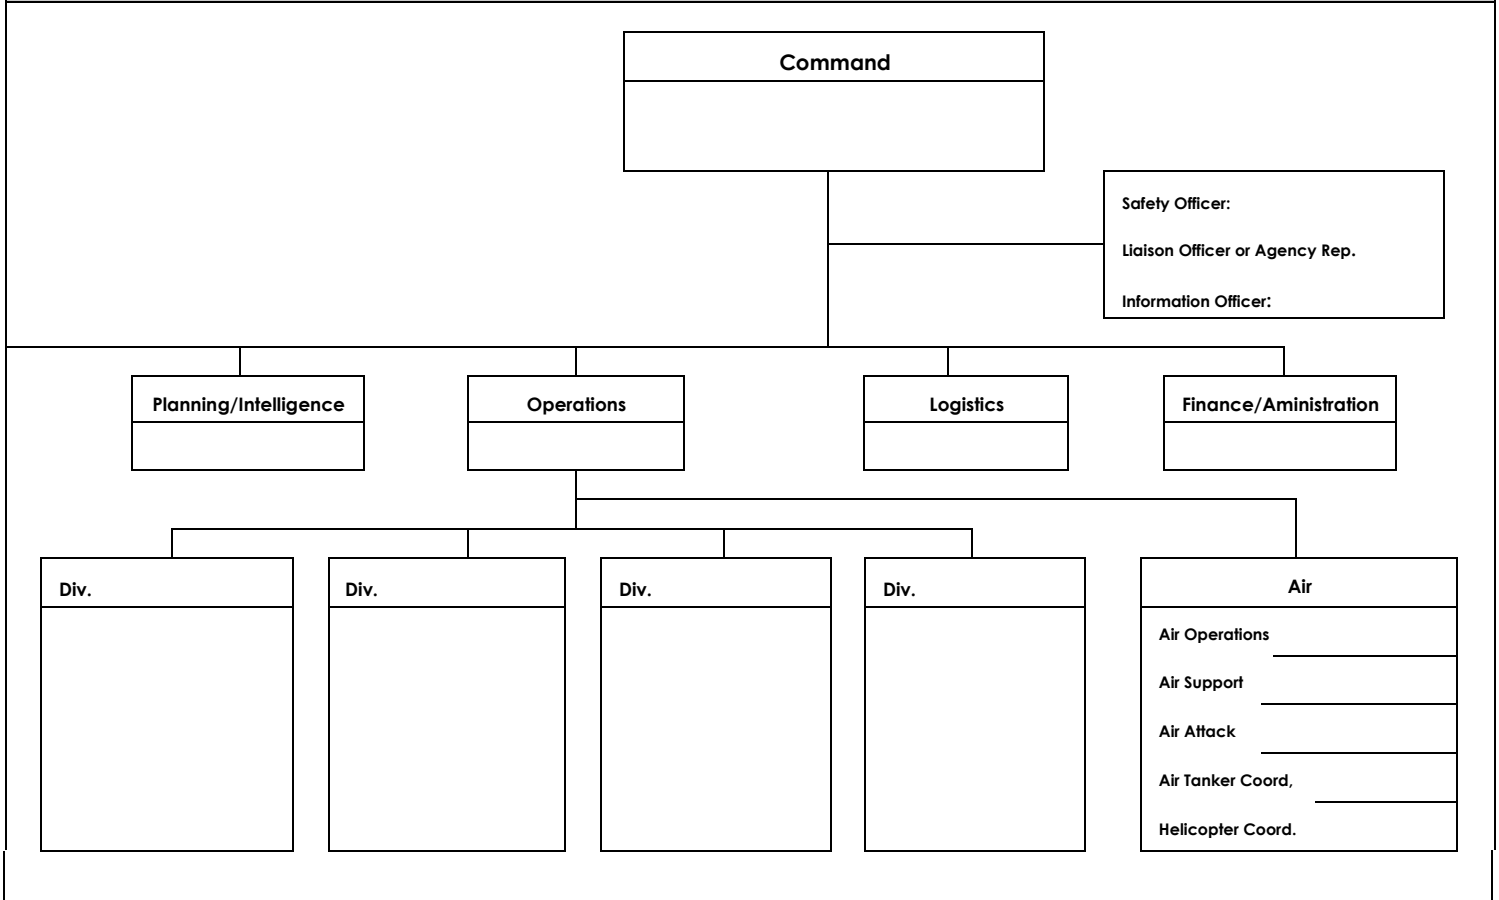 Command
Safety Officer:
Liaison Officer or Agency Rep.
Information Officer:
Planning/Intelligence
Operations
Logistics
Finance/Aministration
Div.
Div.
Div.
Div.
Air
Air Operations
Air Support
Air Attack
Air Tanker Coord,
Helicopter Coord.